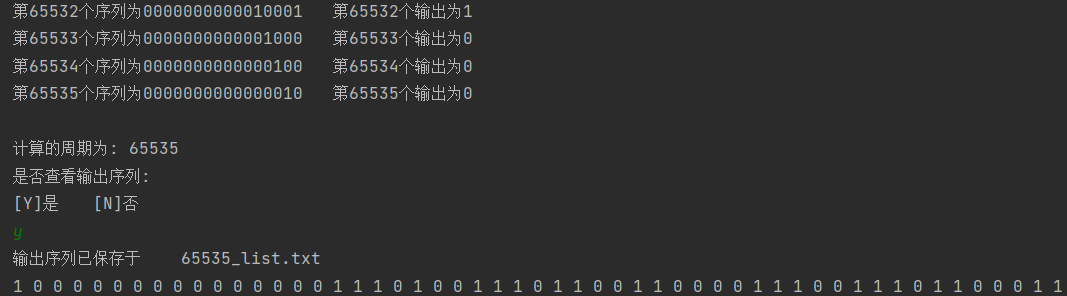 第65532个序列为0000000000010001   第65532个输出为1
第65533个序列为0000000000001000   第65533个输出为0
第65534个序列为0000000000000100   第65534个输出为0
第65535个序列为0000000000000010   第65535个输出为0
计算的周期为: 65535
是否查看输出序列:
[Y]是   [N]否
y
输出序列已保存于    65535_list.txt
1 0 0 0 0 0 0 0 0 0 0 0 0 0 0 0 1 1 1 0 1 0 0 1 1 1 0 1 1 0 0 1 1 0 0 0 0 1 1 1 0 0 1 1 1 0 1 1 0 0 0 1 1